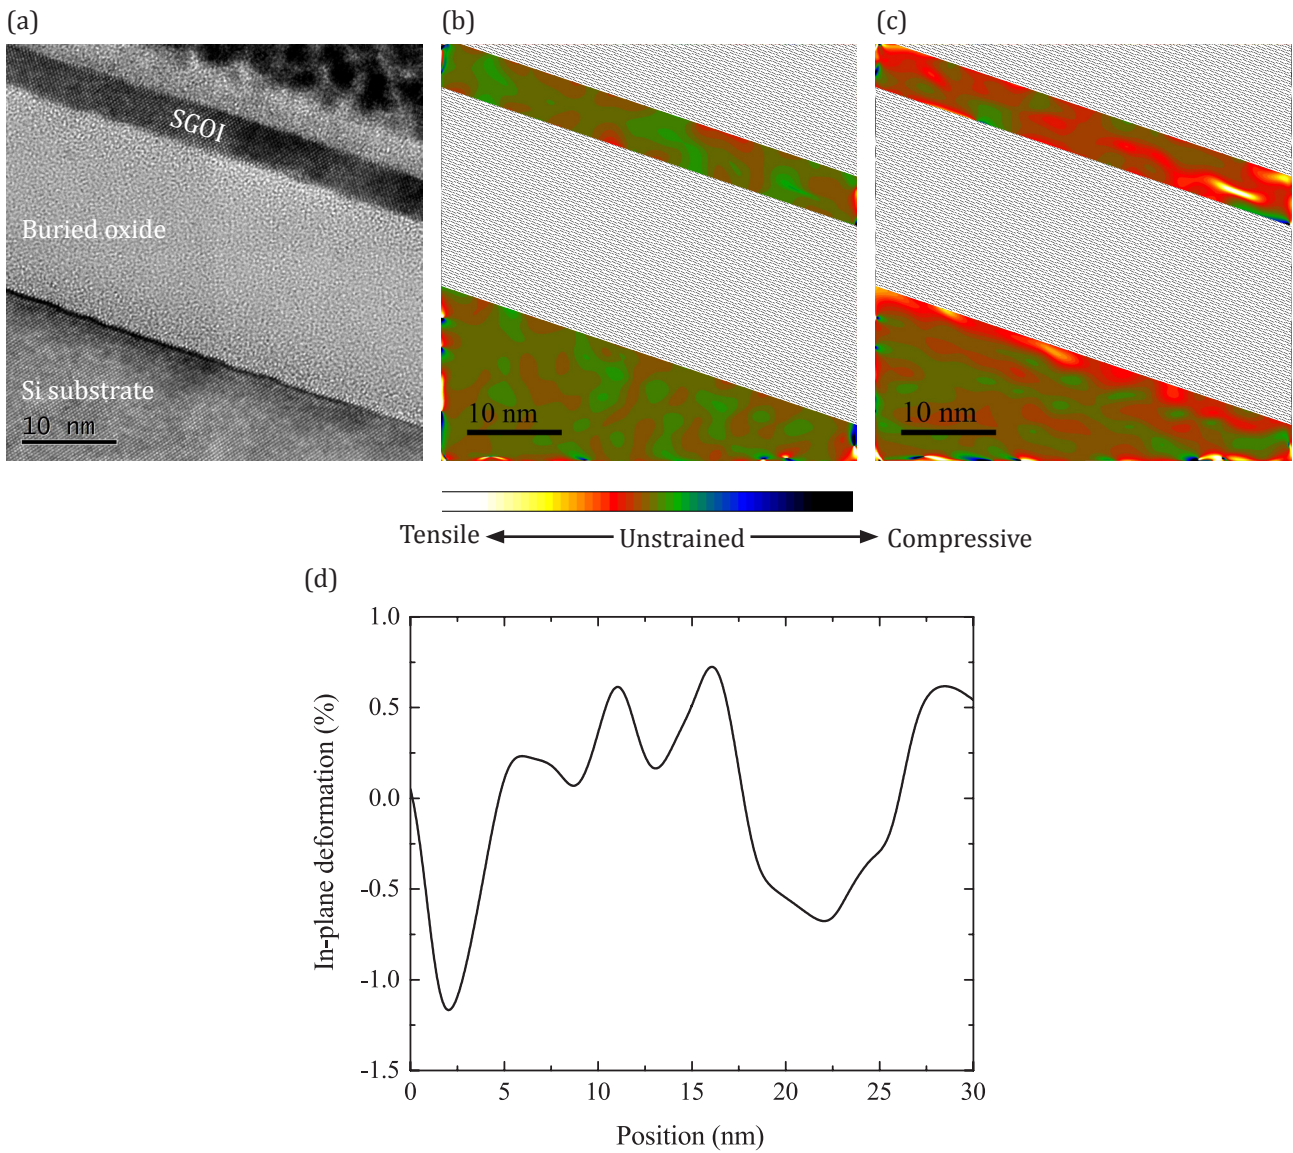 (a)
(b)
(c)
SGOI
Buried oxide
Si substrate
10 nm
10 nm
10 nm
Tensile
Unstrained
Compressive
(d)
1.0
0.5
0.0
-0.5
-1.0
-1.5
In-plane deformation (%)
0
5
10
15
20
25
30
Position (nm)